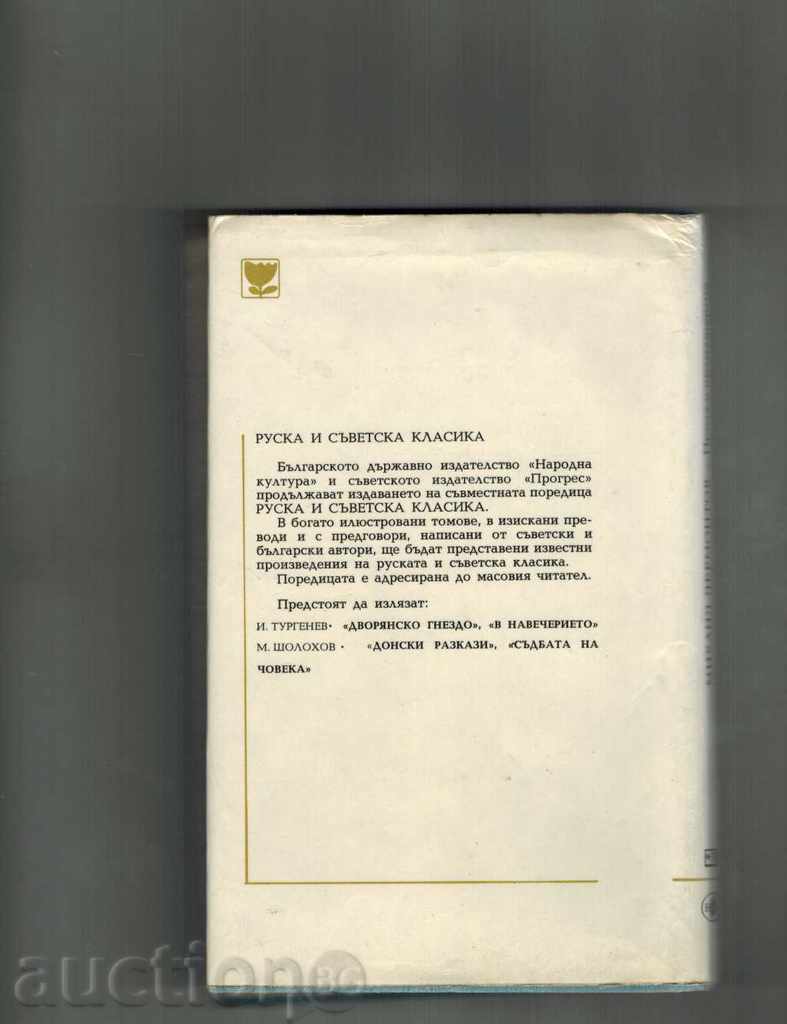 РУСКА И СЪВЕТСКА КЛАСИКА
Българското държавно издателство «Народна
култура» и съветското издателство «Прогрес»
продължават издаването на съвместната поредица
РУСКА И СЪВЕТСКА КЛАСИКА.
В богато илюстровани томове, в изискани пре-
води и с предговори, написани от съветски и
български автори, ще бъдат представени известни
произведения на руската и съветска класика.
Поредицата е адресирана до масовия читател.
Предстоят да излязат:
И. ТУРГЕНЕВ· «ДВОРЯНСКО ГНЕЗДО», «В НАВЕЧЕРИЕТО»
М. ШОЛОХОВ · «ДОНСКИ РАЗКАЗИ», «СЪДБАТА НА
ЧОВЕКА»
auction BG